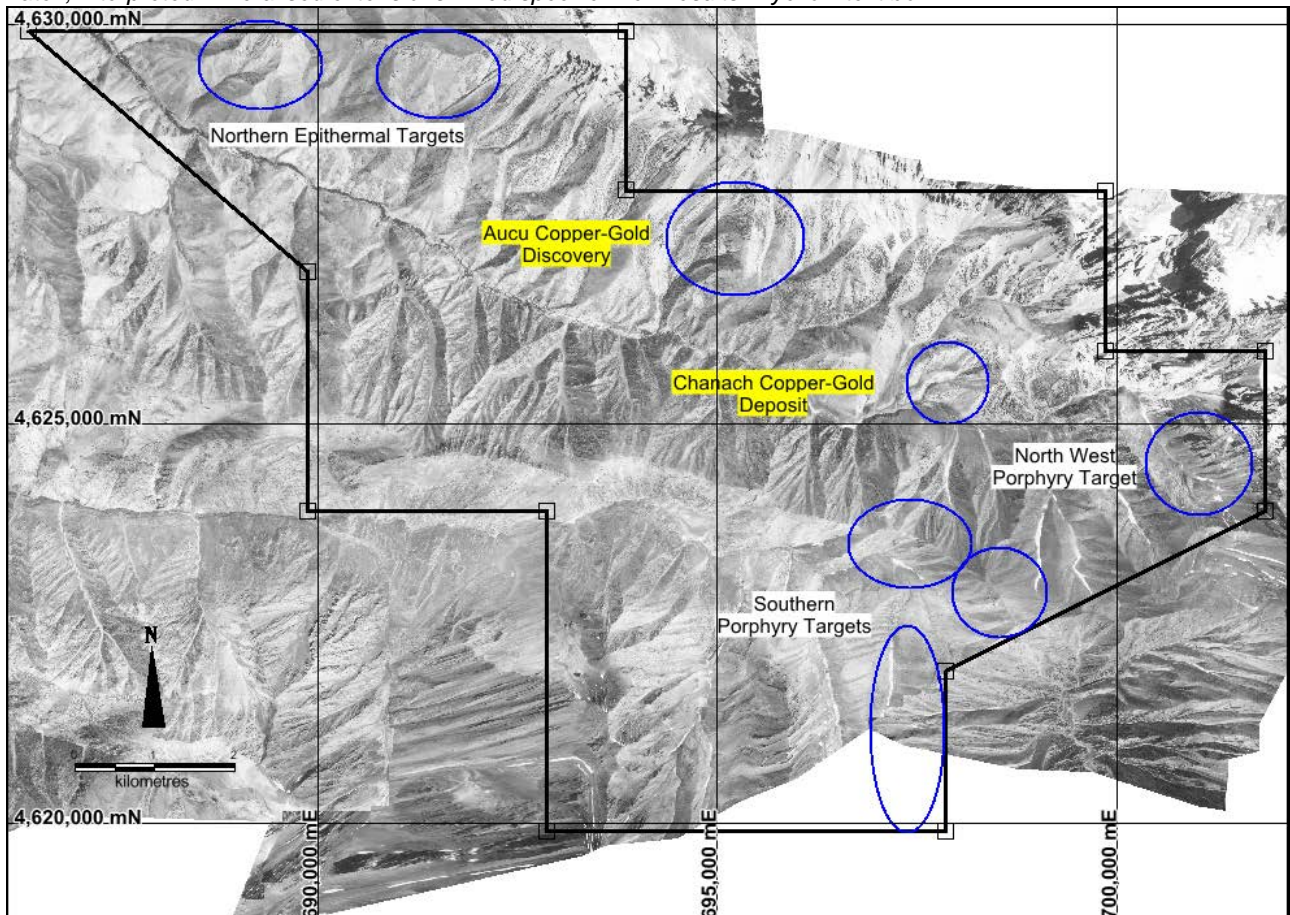 4,630,000 mN
Northern Epithermal Targets
Aucu Copper-Gold
Discovery
Chanach Copper-Gold
Deposit
4,625,000 mN
North West
Porphyry Target
Southern
Porphyry Targets
N
2
kilometres
4,620,000 mN
690,000 mE
695,000 mE
700,000 mE